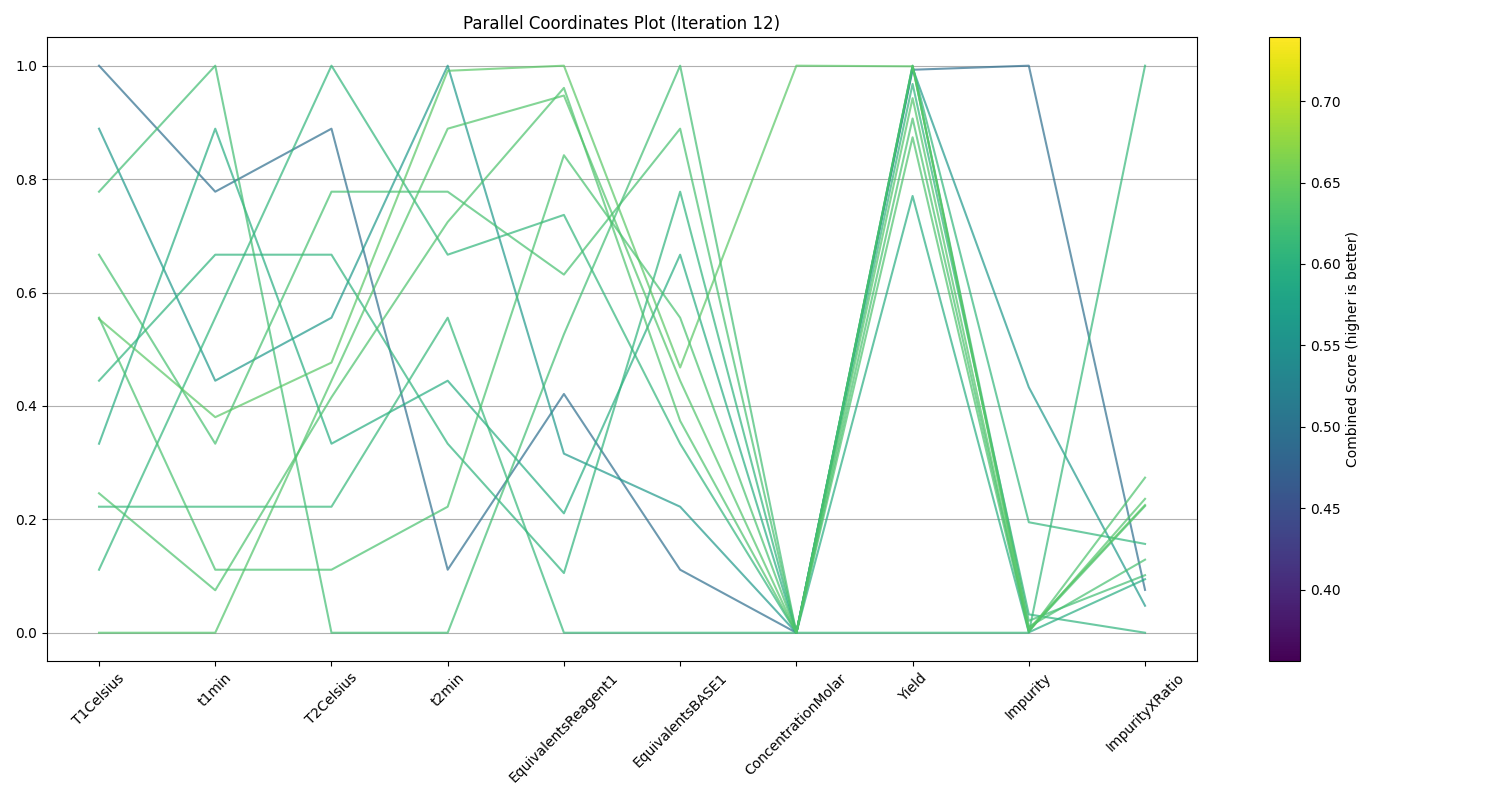 Parallel Coordinates Plot (Iteration 12)
1.0
0.8
0.6
0.4
0.2
0.0
T1Celsius
t1min
T2Celsius
t2min
EquivalentsReagent1
EquivalentsBASE1
ConcentrationMolar
Yield
Impurity
ImpurityXRatio
0.70
0.65
0.60
0.55
0.50
0.45
0.40
Combined Score (higher is better)